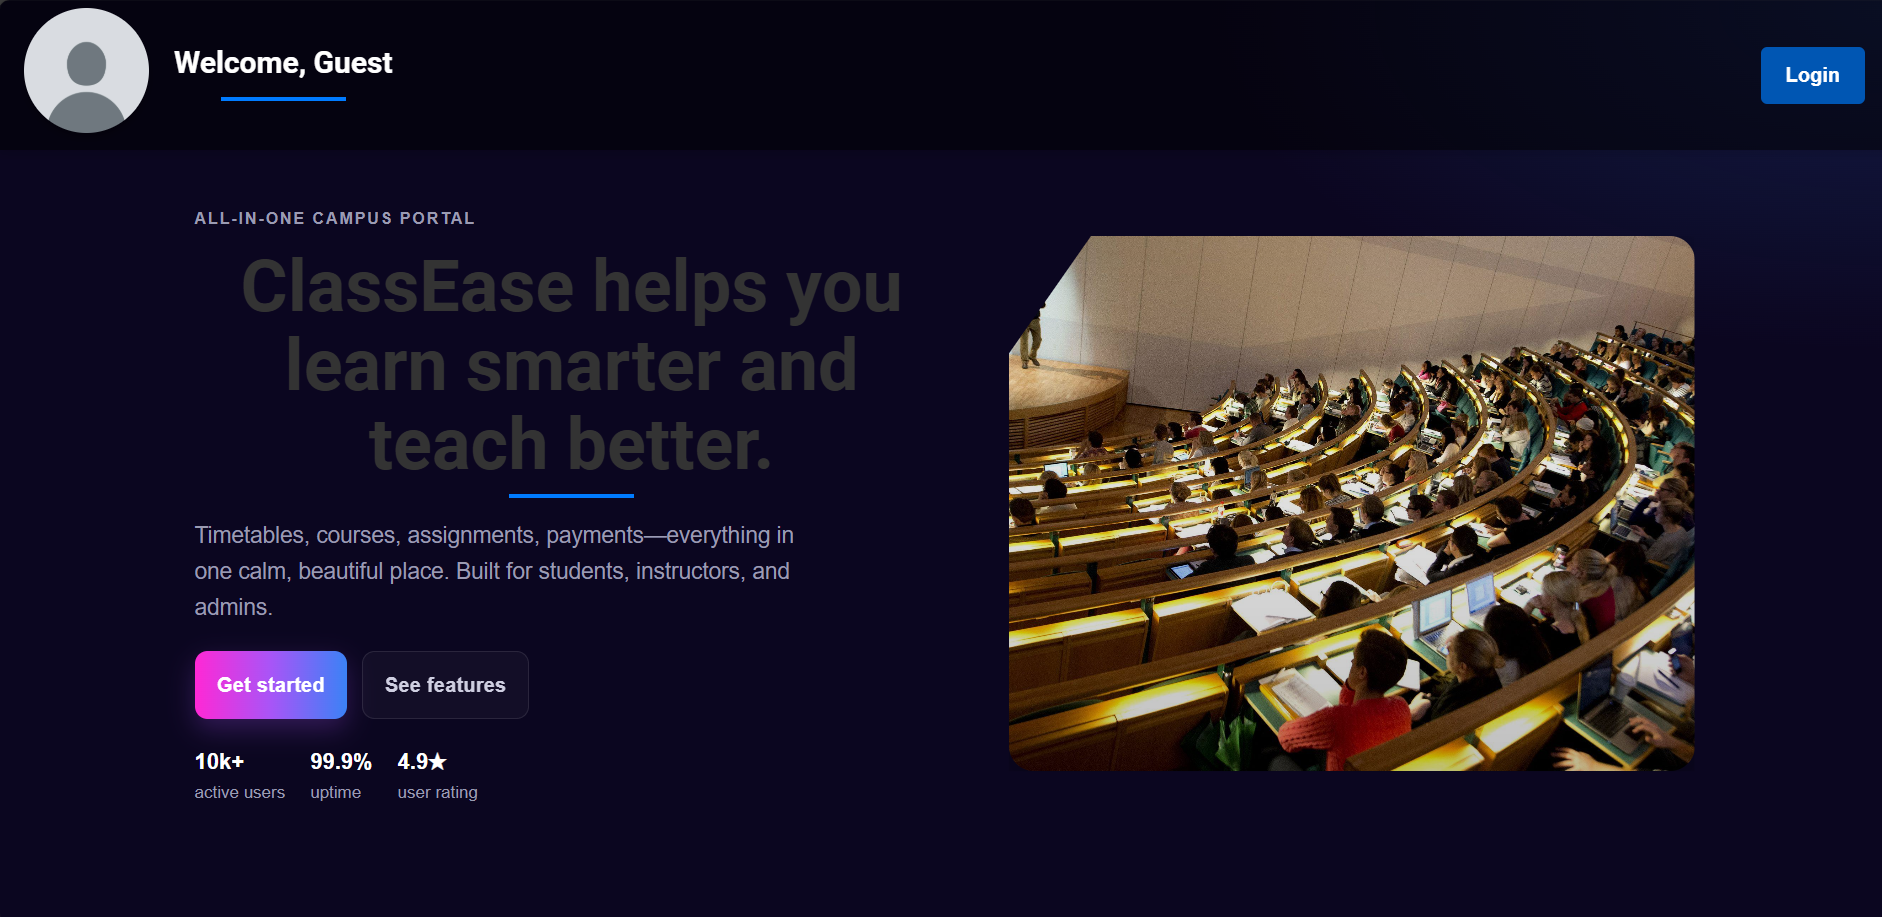 Welcome, Guest
Login
ALL-IN-ONE CAMPUS PORTAL
ClassEase helps you
learn smarter and
teach better.
Timetables, courses, assignments, payments—everything in
one calm, beautiful place. Built for students, instructors, and
admins.
Get started
See features
10k+
active users
99.9%
uptime
4.9★
user rating